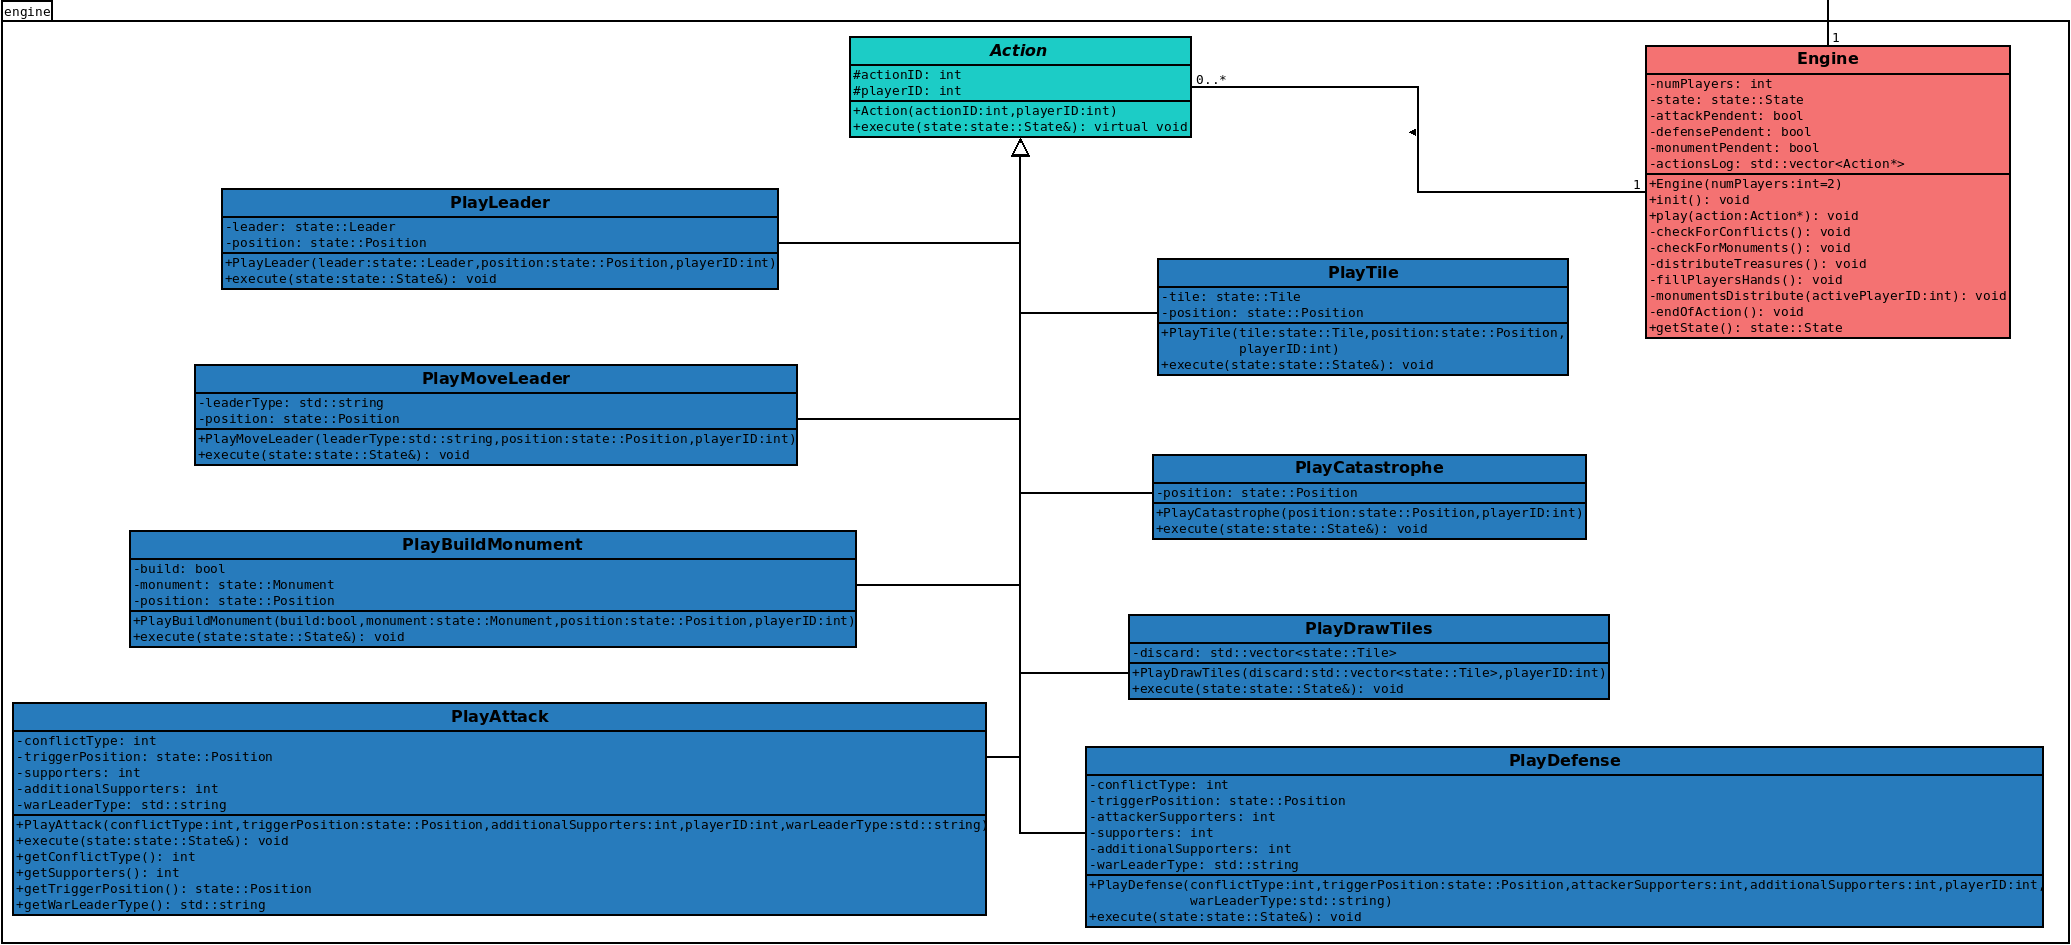 engine
1
Action
#actionID: int
#playerID: int
+Action(actionID:int,playerID:int)
+execute(state:state::State&): virtual void
0..*
1
Engine
-numPlayers: int
-state: state::State
-attackPendent: bool
-defensePendent: bool
-monumentPendent: bool
-actionsLog: std::vector<Action*>
+Engine(numPlayers:int=2)
+init(): void
+play(action:Action*): void
-checkForConflicts(): void
-checkForMonuments(): void
-distributeTreasures(): void
-fillPlayersHands(): void
-monumentsDistribute(activePlayerID:int): void
-endOfAction(): void
+getState(): state::State
PlayLeader
-leader: state::Leader
-position: state::Position
+PlayLeader(leader:state::Leader,position:state::Position,playerID:int)
+execute(state:state::State&): void
PlayTile
-tile: state::Tile
-position: state::Position
+PlayTile(tile:state::Tile,position:state::Position,
playerID:int)
+execute(state:state::State&): void
PlayMoveLeader
-leaderType: std::string
-position: state::Position
+PlayMoveLeader(leaderType:std::string,position:state::Position,playerID:int)
+execute(state:state::State&): void
PlayCatastrophe
-position: state::Position
+PlayCatastrophe(position:state::Position,playerID:int)
+execute(state:state::State&): void
PlayBuildMonument
-build: bool
-monument: state::Monument
-position: state::Position
+PlayBuildMonument(build:bool,monument:state::Monument,position:state::Position,playerID:int)
+execute(state:state::State&): void
PlayDrawTiles
-discard: std::vector<state::Tile>
+PlayDrawTiles(discard:std::vector<state::Tile>,playerID:int)
+execute(state:state::State&): void
PlayAttack
-conflictType: int
-triggerPosition: state::Position
-supporters: int
-additionalSupporters: int
-warLeaderType: std::string
+PlayAttack(conflictType:int,triggerPosition:state::Position,additionalSupporters:int,playerID:int,warLeaderType:std::string)
+execute(state:state::State&): void
+getConflictType(): int
+getSupporters(): int
+getTriggerPosition(): state::Position
+getWarLeaderType(): std::string
PlayDefense
-conflictType: int
-triggerPosition: state::Position
-attackerSupporters: int
-supporters: int
-additionalSupporters: int
-warLeaderType: std::string
+PlayDefense(conflictType:int,triggerPosition:state::Position,attackerSupporters:int,additionalSupporters:int,playerID:int,
warLeaderType:std::string)
+execute(state:state::State&): void